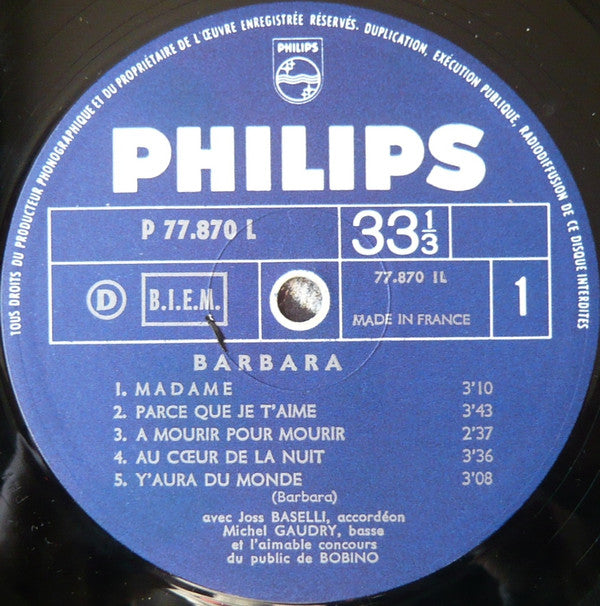 TOUS DROITS DU PRODUCTEUR PHONOGRAPHIQUE ET DU PROPRIÉTAIRE DE L'ŒUVRE ENREGISTRÉE RÉSERVÉS. DUPLICATION, EXÉCUTION PUBLIQUE, RADIODIFFUSION DE CE DISQUE INTERDITES
PHILIPS
PHILIPS
P 77.870 L
33 1/3
D
B.I.E.M.
77.870 1L
MADE IN FRANCE
1
BARBARA
1. MADAME 3'10
2. PARCE QUE JE T'AIME 3'43
3. A MOURIR POUR MOURIR 2'37
4. AU CŒUR DE LA NUIT 3'36
5. Y'AURA DU MONDE 3'08
(Barbara)
avec Joss BASELLI, accordéon
Michel GAUDRY, basse
et l'aimable concours
du public de BOBINO